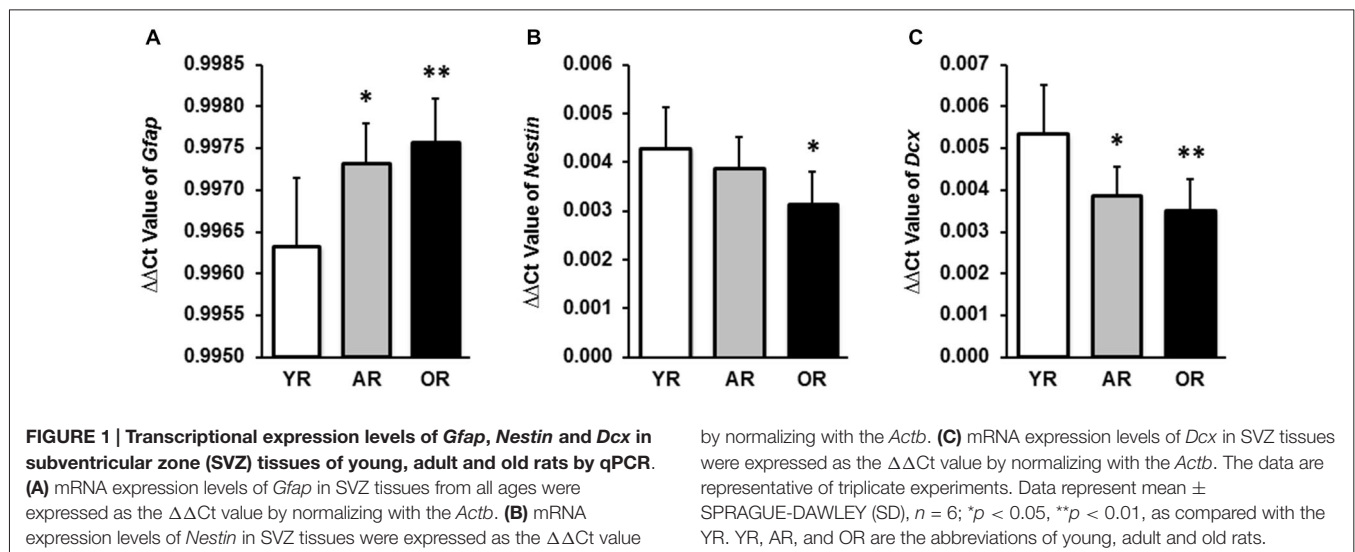 A
0.9985
0.9980
0.9975
0.9970
0.9965
0.9960
0.9955
0.9950
ΔΔCt Value of Gfap
*
**
YR AR OR
B
0.006
0.005
0.004
0.003
0.002
0.001
0.000
ΔΔCt Value of Nestin
*
YR AR OR
C
0.007
0.006
0.005
0.004
0.003
0.002
0.001
0.000
ΔΔCt Value of Dcx
*
**
YR AR OR
FIGURE 1 | Transcriptional expression levels of Gfap, Nestin and Dcx in
subventricular zone (SVZ) tissues of young, adult and old rats by qPCR.
(A) mRNA expression levels of Gfap in SVZ tissues from all ages were
expressed as the ΔΔCt value by normalizing with the Actb. (B) mRNA
expression levels of Nestin in SVZ tissues were expressed as the ΔΔCt value
by normalizing with the Actb. (C) mRNA expression levels of Dcx in SVZ tissues
were expressed as the ΔΔCt value by normalizing with the Actb. The data are
representative of triplicate experiments. Data represent mean ±
SPRAGUE-DAWLEY (SD), n = 6; *p < 0.05, **p < 0.01, as compared with the
YR. YR, AR, and OR are the abbreviations of young, adult and old rats.